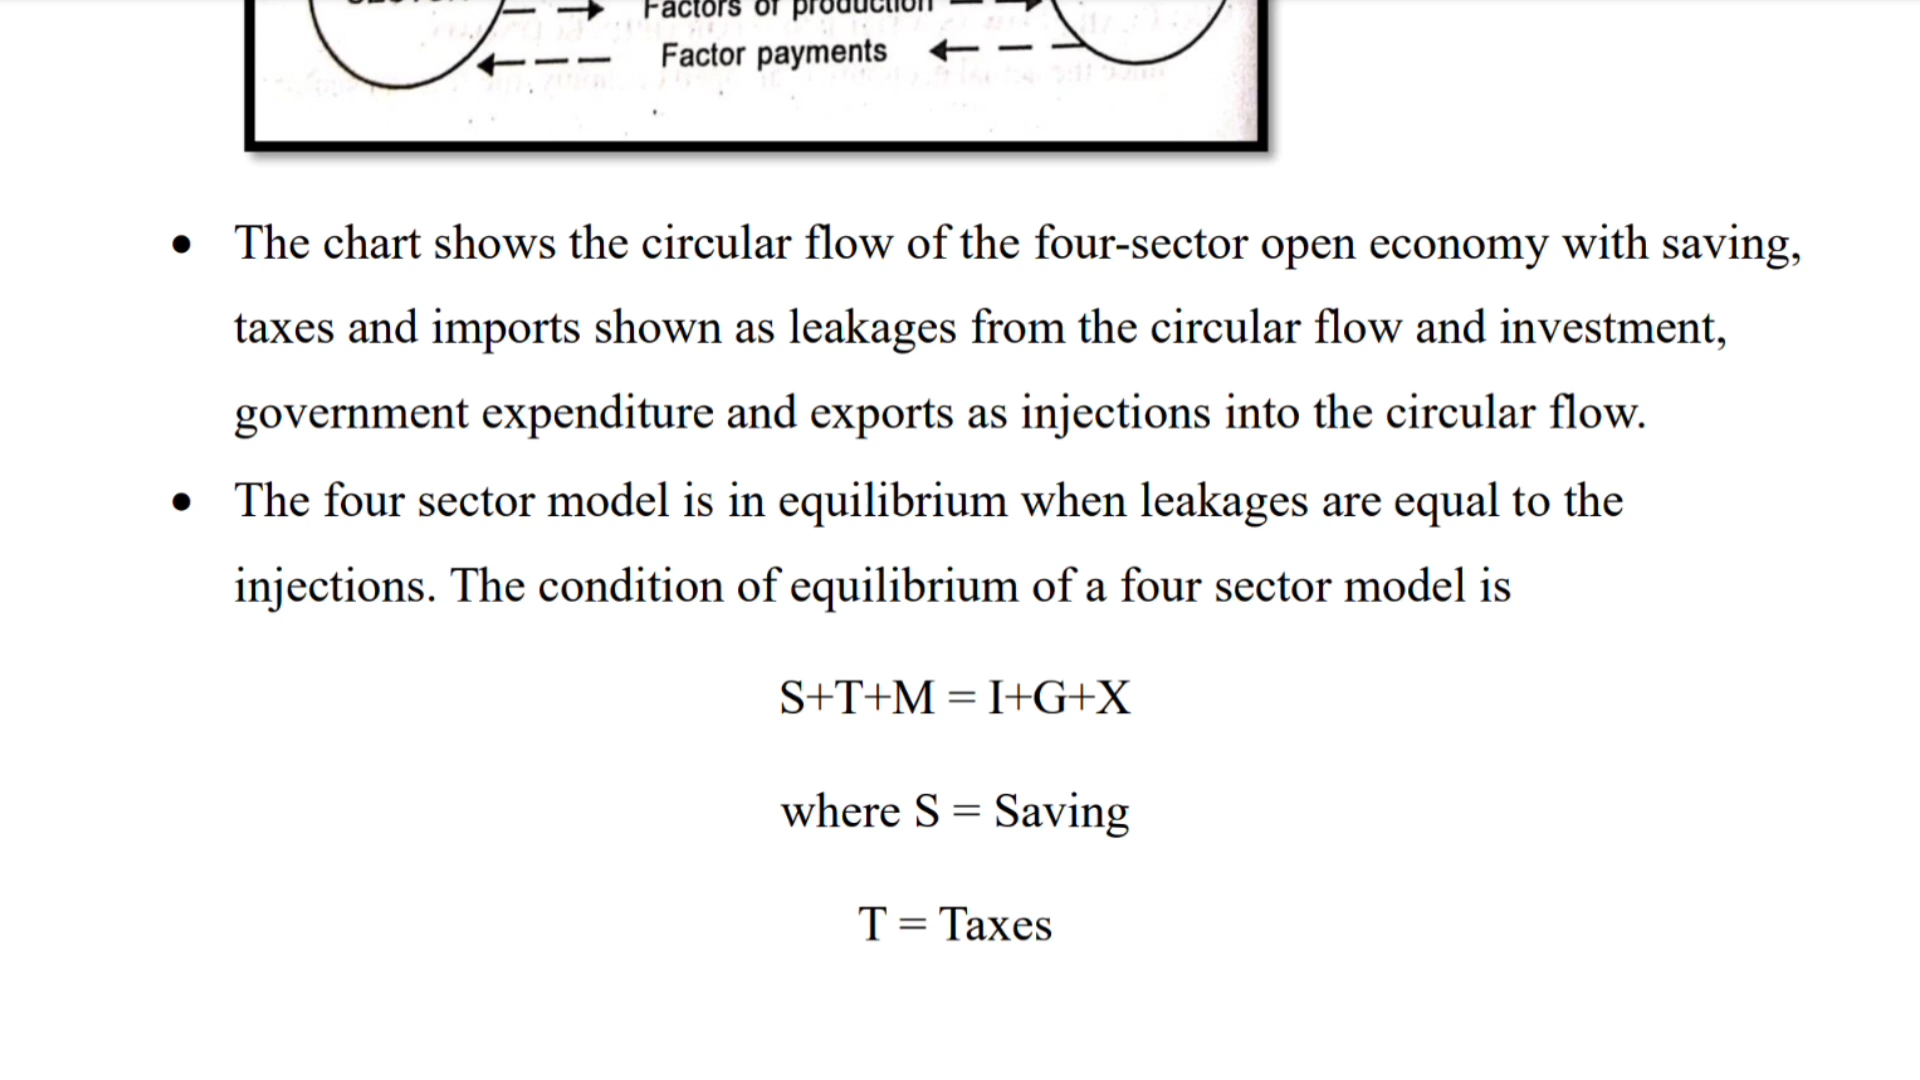 Factors of production
Factor payments
• The chart shows the circular flow of the four-sector open economy with saving,
taxes and imports shown as leakages from the circular flow and investment,
government expenditure and exports as injections into the circular flow.
• The four sector model is in equilibrium when leakages are equal to the
injections. The condition of equilibrium of a four sector model is
S+T+M = I+G+X
where S = Saving
T = Taxes